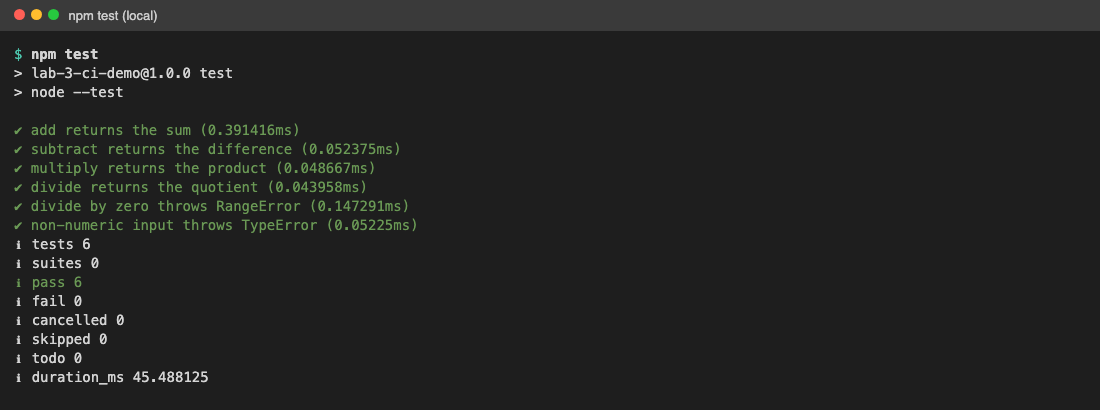 npm test (local)
$ npm test
> lab-3-ci-demo@1.0.0 test
> node --test
✔ add returns the sum (0.391416ms)
✔ subtract returns the difference (0.052375ms)
✔ multiply returns the product (0.048667ms)
✔ divide returns the quotient (0.043958ms)
✔ divide by zero throws RangeError (0.147291ms)
✔ non-numeric input throws TypeError (0.05225ms)
ℹ tests 6
ℹ suites 0
ℹ pass 6
ℹ fail 0
ℹ cancelled 0
ℹ skipped 0
ℹ todo 0
ℹ duration_ms 45.488125